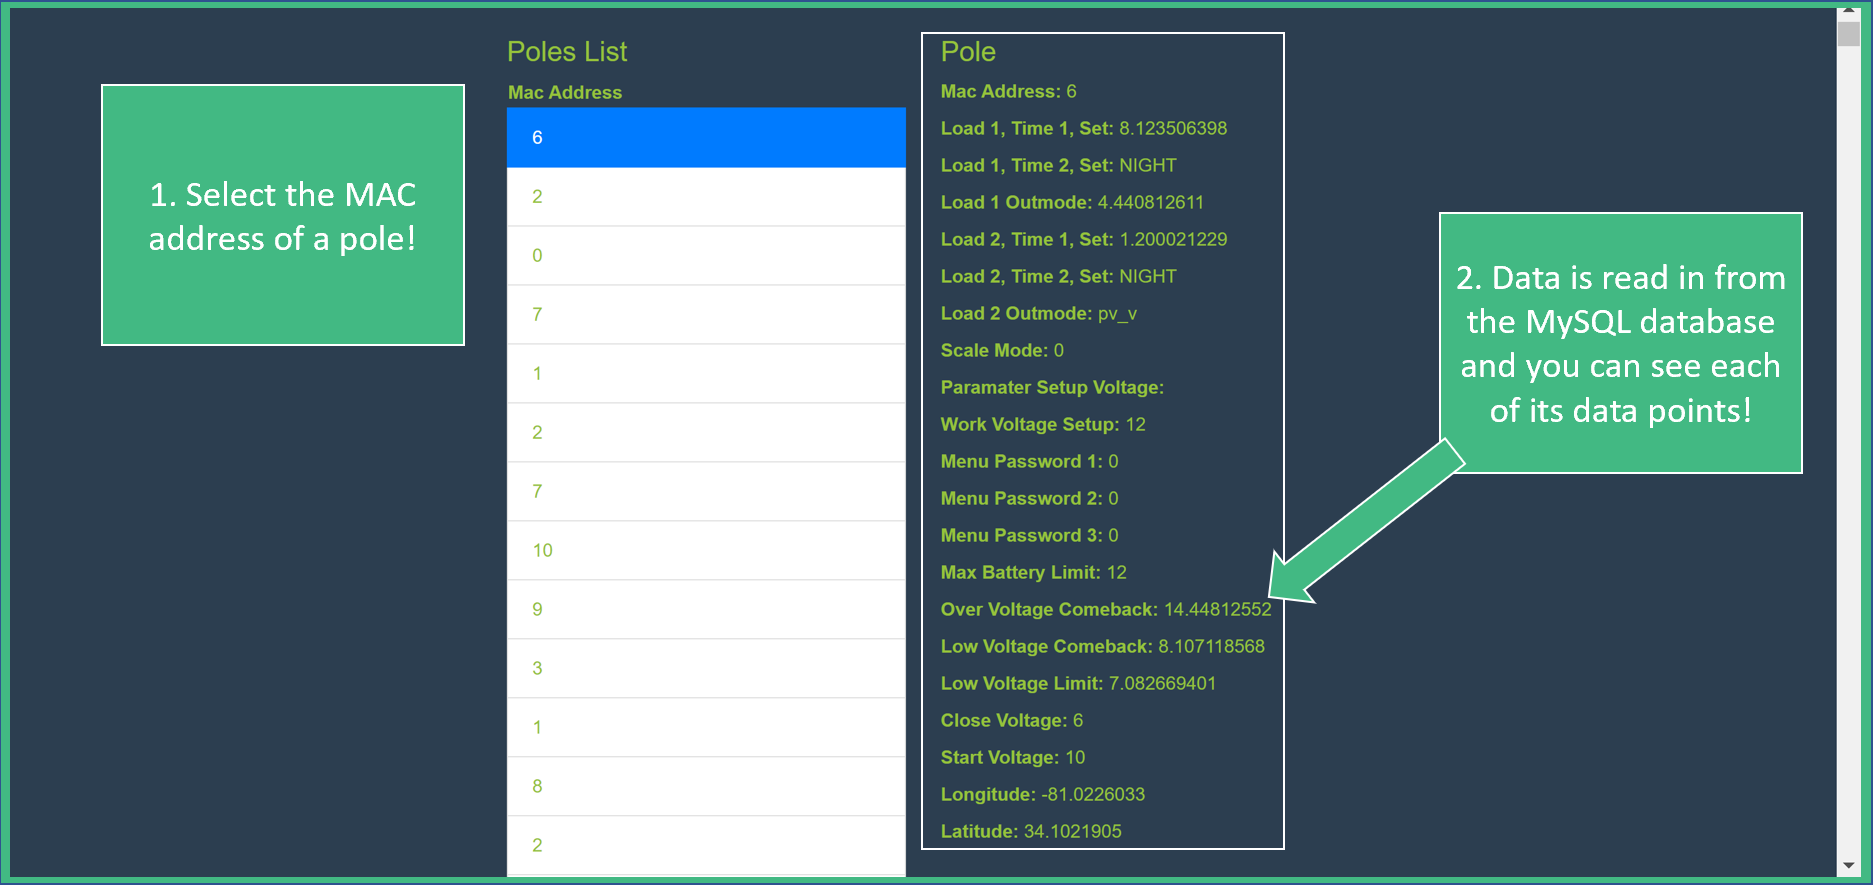 1. Select the MAC
address of a pole!
Poles List
Mac Address
6
2
0
7
1
2
7
10
9
3
1
8
2
Pole
Mac Address: 6
Load 1, Time 1, Set: 8.123506398
Load 1, Time 2, Set: NIGHT
Load 1 Outmode: 4.440812611
Load 2, Time 1, Set: 1.200021229
Load 2, Time 2, Set: NIGHT
Load 2 Outmode: pv_v
Scale Mode: 0
Paramater Setup Voltage:
Work Voltage Setup: 12
Menu Password 1: 0
Menu Password 2: 0
Menu Password 3: 0
Max Battery Limit: 12
Over Voltage Comeback: 14.44812552
Low Voltage Comeback: 8.107118568
Low Voltage Limit: 7.082669401
Close Voltage: 6
Start Voltage: 10
Longitude: -81.0226033
Latitude: 34.1021905
2. Data is read in from
the MySQL database
and you can see each
of its data points!